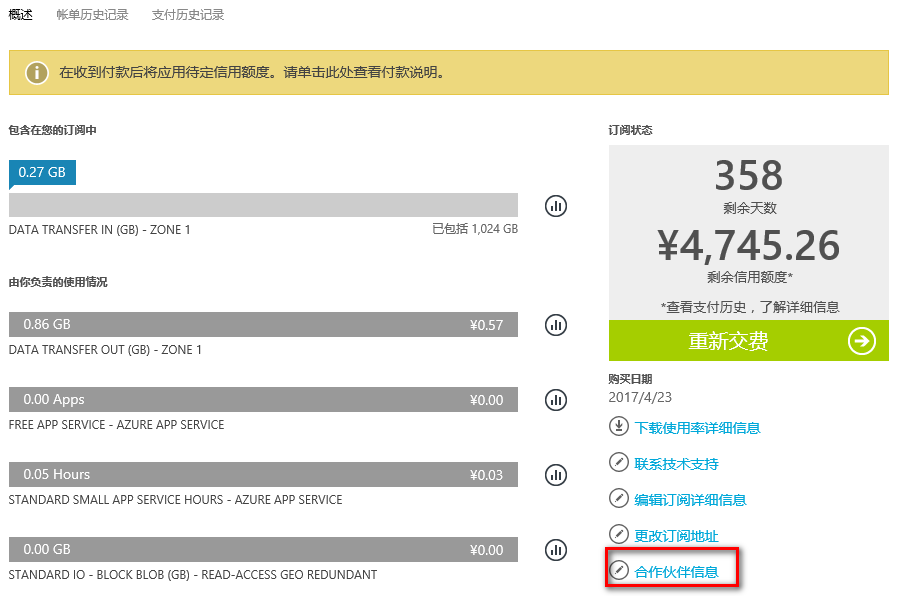 概述 帐单历史记录 支付历史记录
在收到付款后将应用待定信用额度。请单击此处查看付款说明。
包含在您的订阅中
0.27 GB
DATA TRANSFER IN (GB) - ZONE 1 已包括 1,024 GB
由你负责的使用情况
0.86 GB ¥0.57
DATA TRANSFER OUT (GB) - ZONE 1
0.00 Apps ¥0.00
FREE APP SERVICE - AZURE APP SERVICE
0.05 Hours ¥0.03
STANDARD SMALL APP SERVICE HOURS - AZURE APP SERVICE
0.00 GB ¥0.00
STANDARD IO - BLOCK BLOB (GB) - READ-ACCESS GEO REDUNDANT
订阅状态
358
剩余天数
¥4,745.26
剩余信用额度*
*查看支付历史，了解详细信息
重新交费
购买日期
2017/4/23
下载使用率详细信息
联系技术支持
编辑订阅详细信息
更改订阅地址
合作伙伴信息